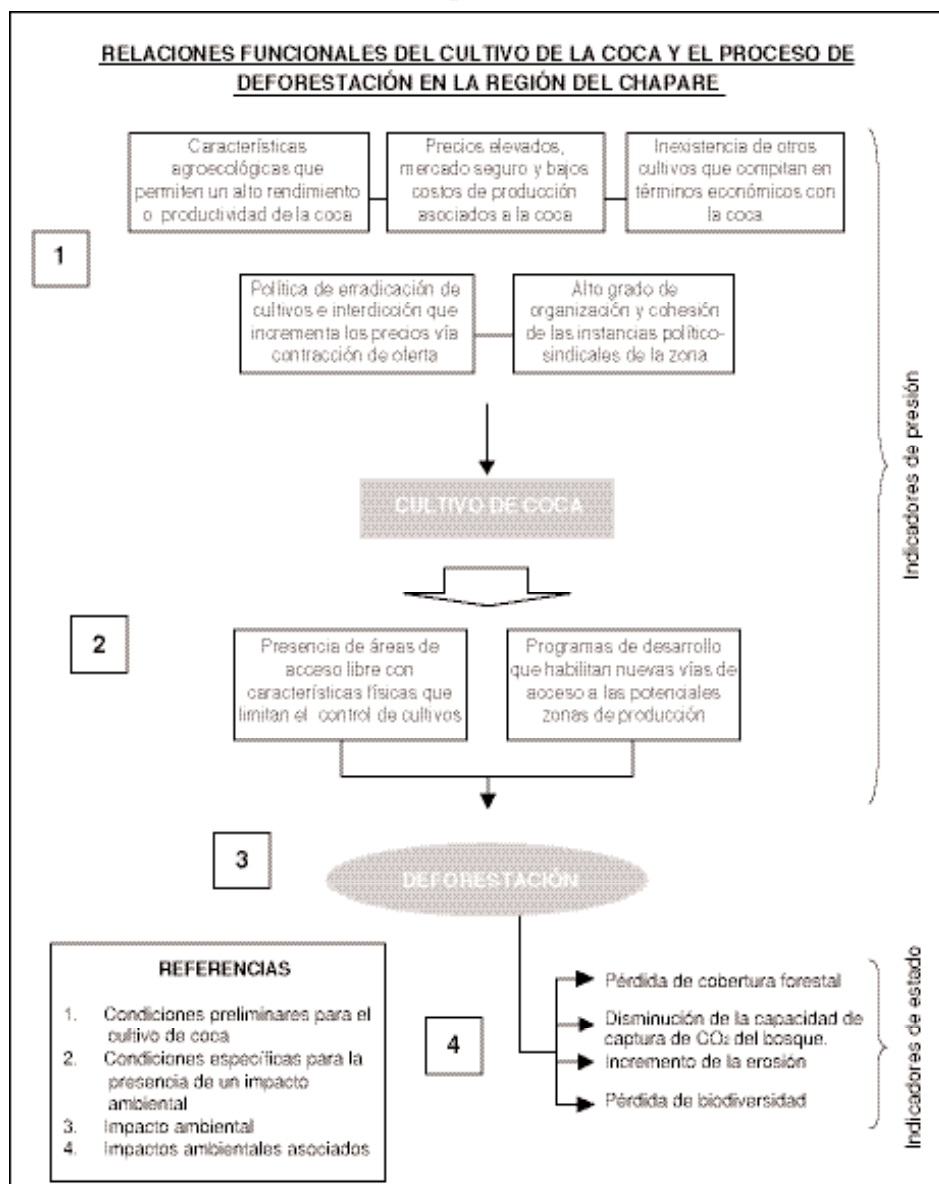 RELACIONES FUNCIONALES DEL CULTIVO DE LA COCA Y EL PROCESO DE
DEFORESTACIÓN EN LA REGIÓN DEL CHAPARE
Características
agroecológicas que
permiten un alto rendimiento
o productividad de la coca
Precios elevados,
mercado seguro y bajos
costos de producción
asociados a la coca
Inexistencia de otros
cultivos que compitan en
términos económicos con
la coca
1
Política de erradicación de
cultivos e interdicción que
incrementa los precios vía
contracción de oferta
Alto grado de
organización y cohesión
de las instancias político-
sindicales de la zona
Indicadores de presión
CULTIVO DE COCA
2
Presencia de áreas de
acceso libre con
características físicas que
limitan el control de cultivos
Programas de desarrollo
que habilitan nuevas vías de
acceso a las potenciales
zonas de producción
3
DEFORESTACIÓN
REFERENCIAS
1. Condiciones preliminares para el
cultivo de coca
2. Condiciones específicas para la
presencia de un impacto
ambiental
3. Impacto ambiental
4. Impactos ambientales asociados
4
Pérdida de cobertura forestal
Disminución de la capacidad de
captura de CO₂ del bosque.
Incremento de la erosión
Pérdida de biodiversidad
Indicadores de estado